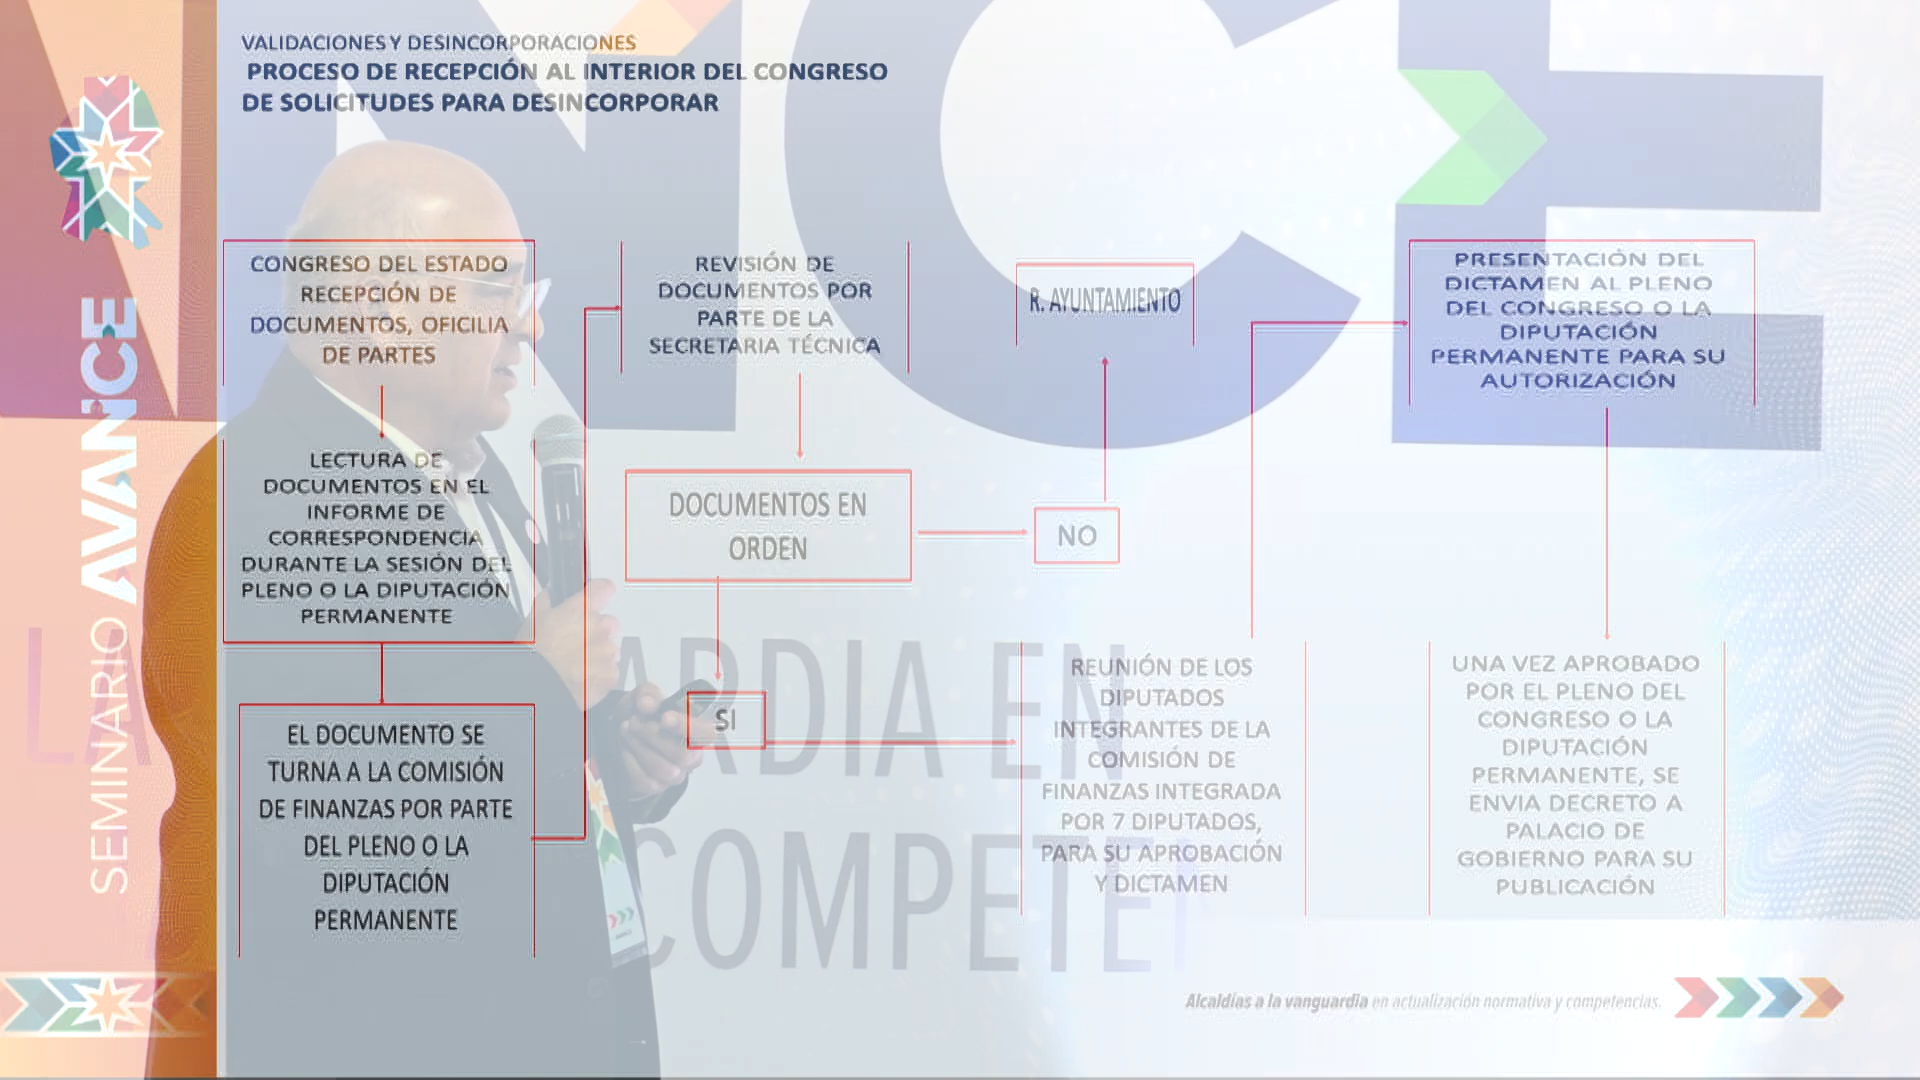 VALIDACIONES Y DESINCORPORACIONES
PROCESO DE RECEPCIÓN AL INTERIOR DEL CONGRESO
DE SOLICITUDES PARA DESINCORPORAR
SEMINARIO AVANCE
CONGRESO DEL ESTADO
RECEPCIÓN DE
DOCUMENTOS, OFICILIA
DE PARTES
LECTURA DE
DOCUMENTOS EN EL
INFORME DE
CORRESPONDENCIA
DURANTE LA SESIÓN DEL
PLENO O LA DIPUTACIÓN
PERMANENTE
EL DOCUMENTO SE
TURNA A LA COMISIÓN
DE FINANZAS POR PARTE
DEL PLENO O LA
DIPUTACIÓN
PERMANENTE
REVISIÓN DE
DOCUMENTOS POR
PARTE DE LA
SECRETARIA TÉCNICA
DOCUMENTOS EN
ORDEN
SI
NO
R. AYUNTAMIENTO
REUNIÓN DE LOS
DIPUTADOS
INTEGRANTES DE LA
COMISIÓN DE
FINANZAS INTEGRADA
POR 7 DIPUTADOS,
PARA SU APROBACIÓN
Y DICTAMEN
PRESENTACIÓN DEL
DICTAMEN AL PLENO
DEL CONGRESO O LA
DIPUTACIÓN
PERMANENTE PARA SU
AUTORIZACIÓN
UNA VEZ APROBADO
POR EL PLENO DEL
CONGRESO O LA
DIPUTACIÓN
PERMANENTE, SE
ENVIA DECRETO A
PALACIO DE
GOBIERNO PARA SU
PUBLICACIÓN
NCE
LA
ARDIA EN
COMPETE
Alcaldías a la vanguardia en actualización normativa y competencias.